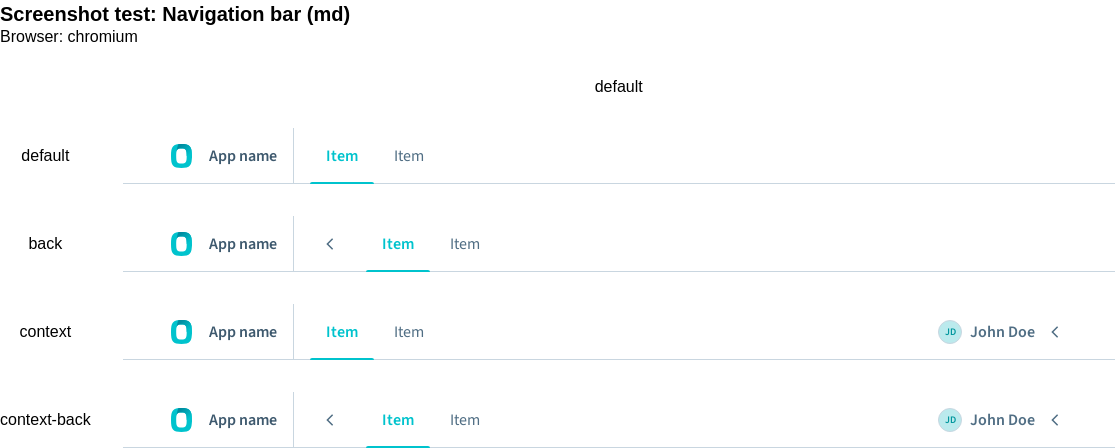 Screenshot test: Navigation bar (md)
Browser: chromium
default
default App name Item Item
back App name Item Item
context App name Item Item JD John Doe
context-back App name Item Item JD John Doe